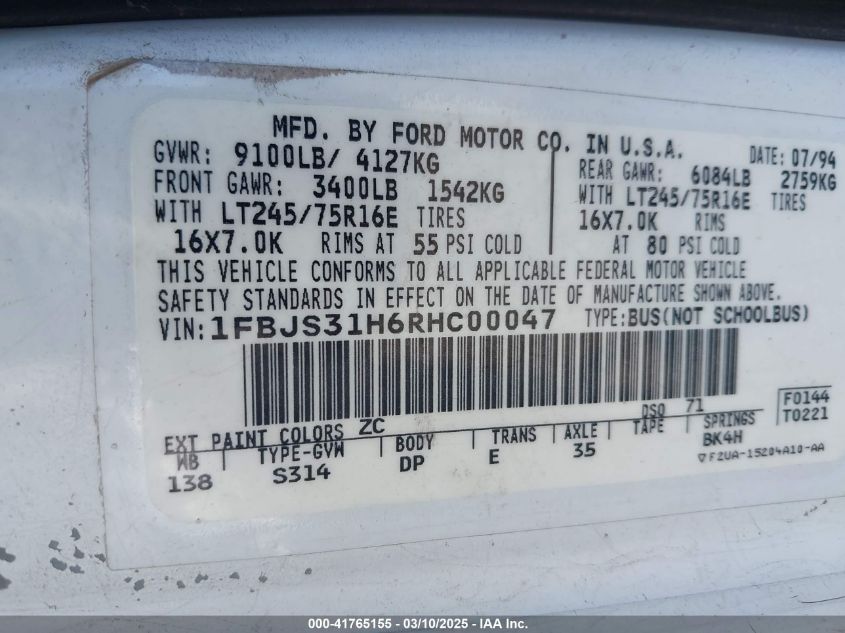 MFD. BY FORD MOTOR CO. IN U.S.A.
DATE: 07/94
GVWR: 9100LB/ 4127KG
FRONT GAWR: 3400LB 1542KG
WITH LT245/75R16E TIRES
16X7.0K RIMS AT 55 PSI COLD
REAR GAWR: 6084LB 2759KG
WITH LT245/75R16E TIRES
16X7.0K RIMS
AT 80 PSI COLD
THIS VEHICLE CONFORMS TO ALL APPLICABLE FEDERAL MOTOR VEHICLE
SAFETY STANDARDS IN EFFECT ON THE DATE OF MANUFACTURE SHOWN ABOVE.
VIN: 1FBJS31H6RHC00047 TYPE: BUS(NOT SCHOOLBUS)
EXT PAINT COLORS ZC DSO 71 F0144
WB TYPE-GVW BODY TRANS AXLE TAPE SPRINGS T0221
138 S314 DP E 35 BK4H
F2UA-15204A10-AA
000-41765155 — 03/10/2025 — IAA Inc.